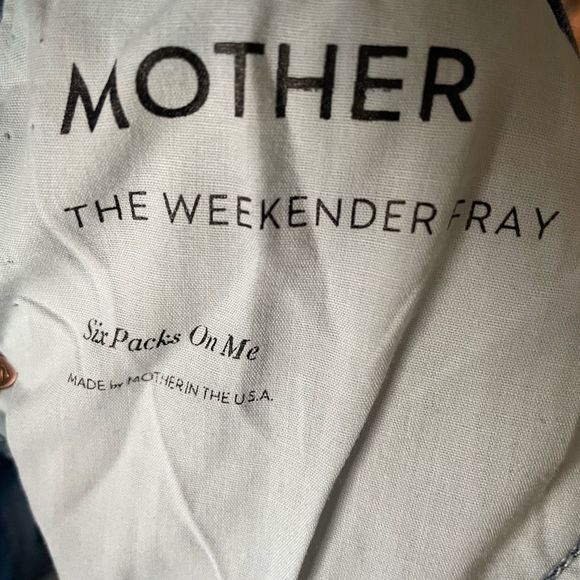 MOTHER
THE WEEKENDER FRAY
Six Packs On Me
MADE by MOTHER IN THE U.S.A.